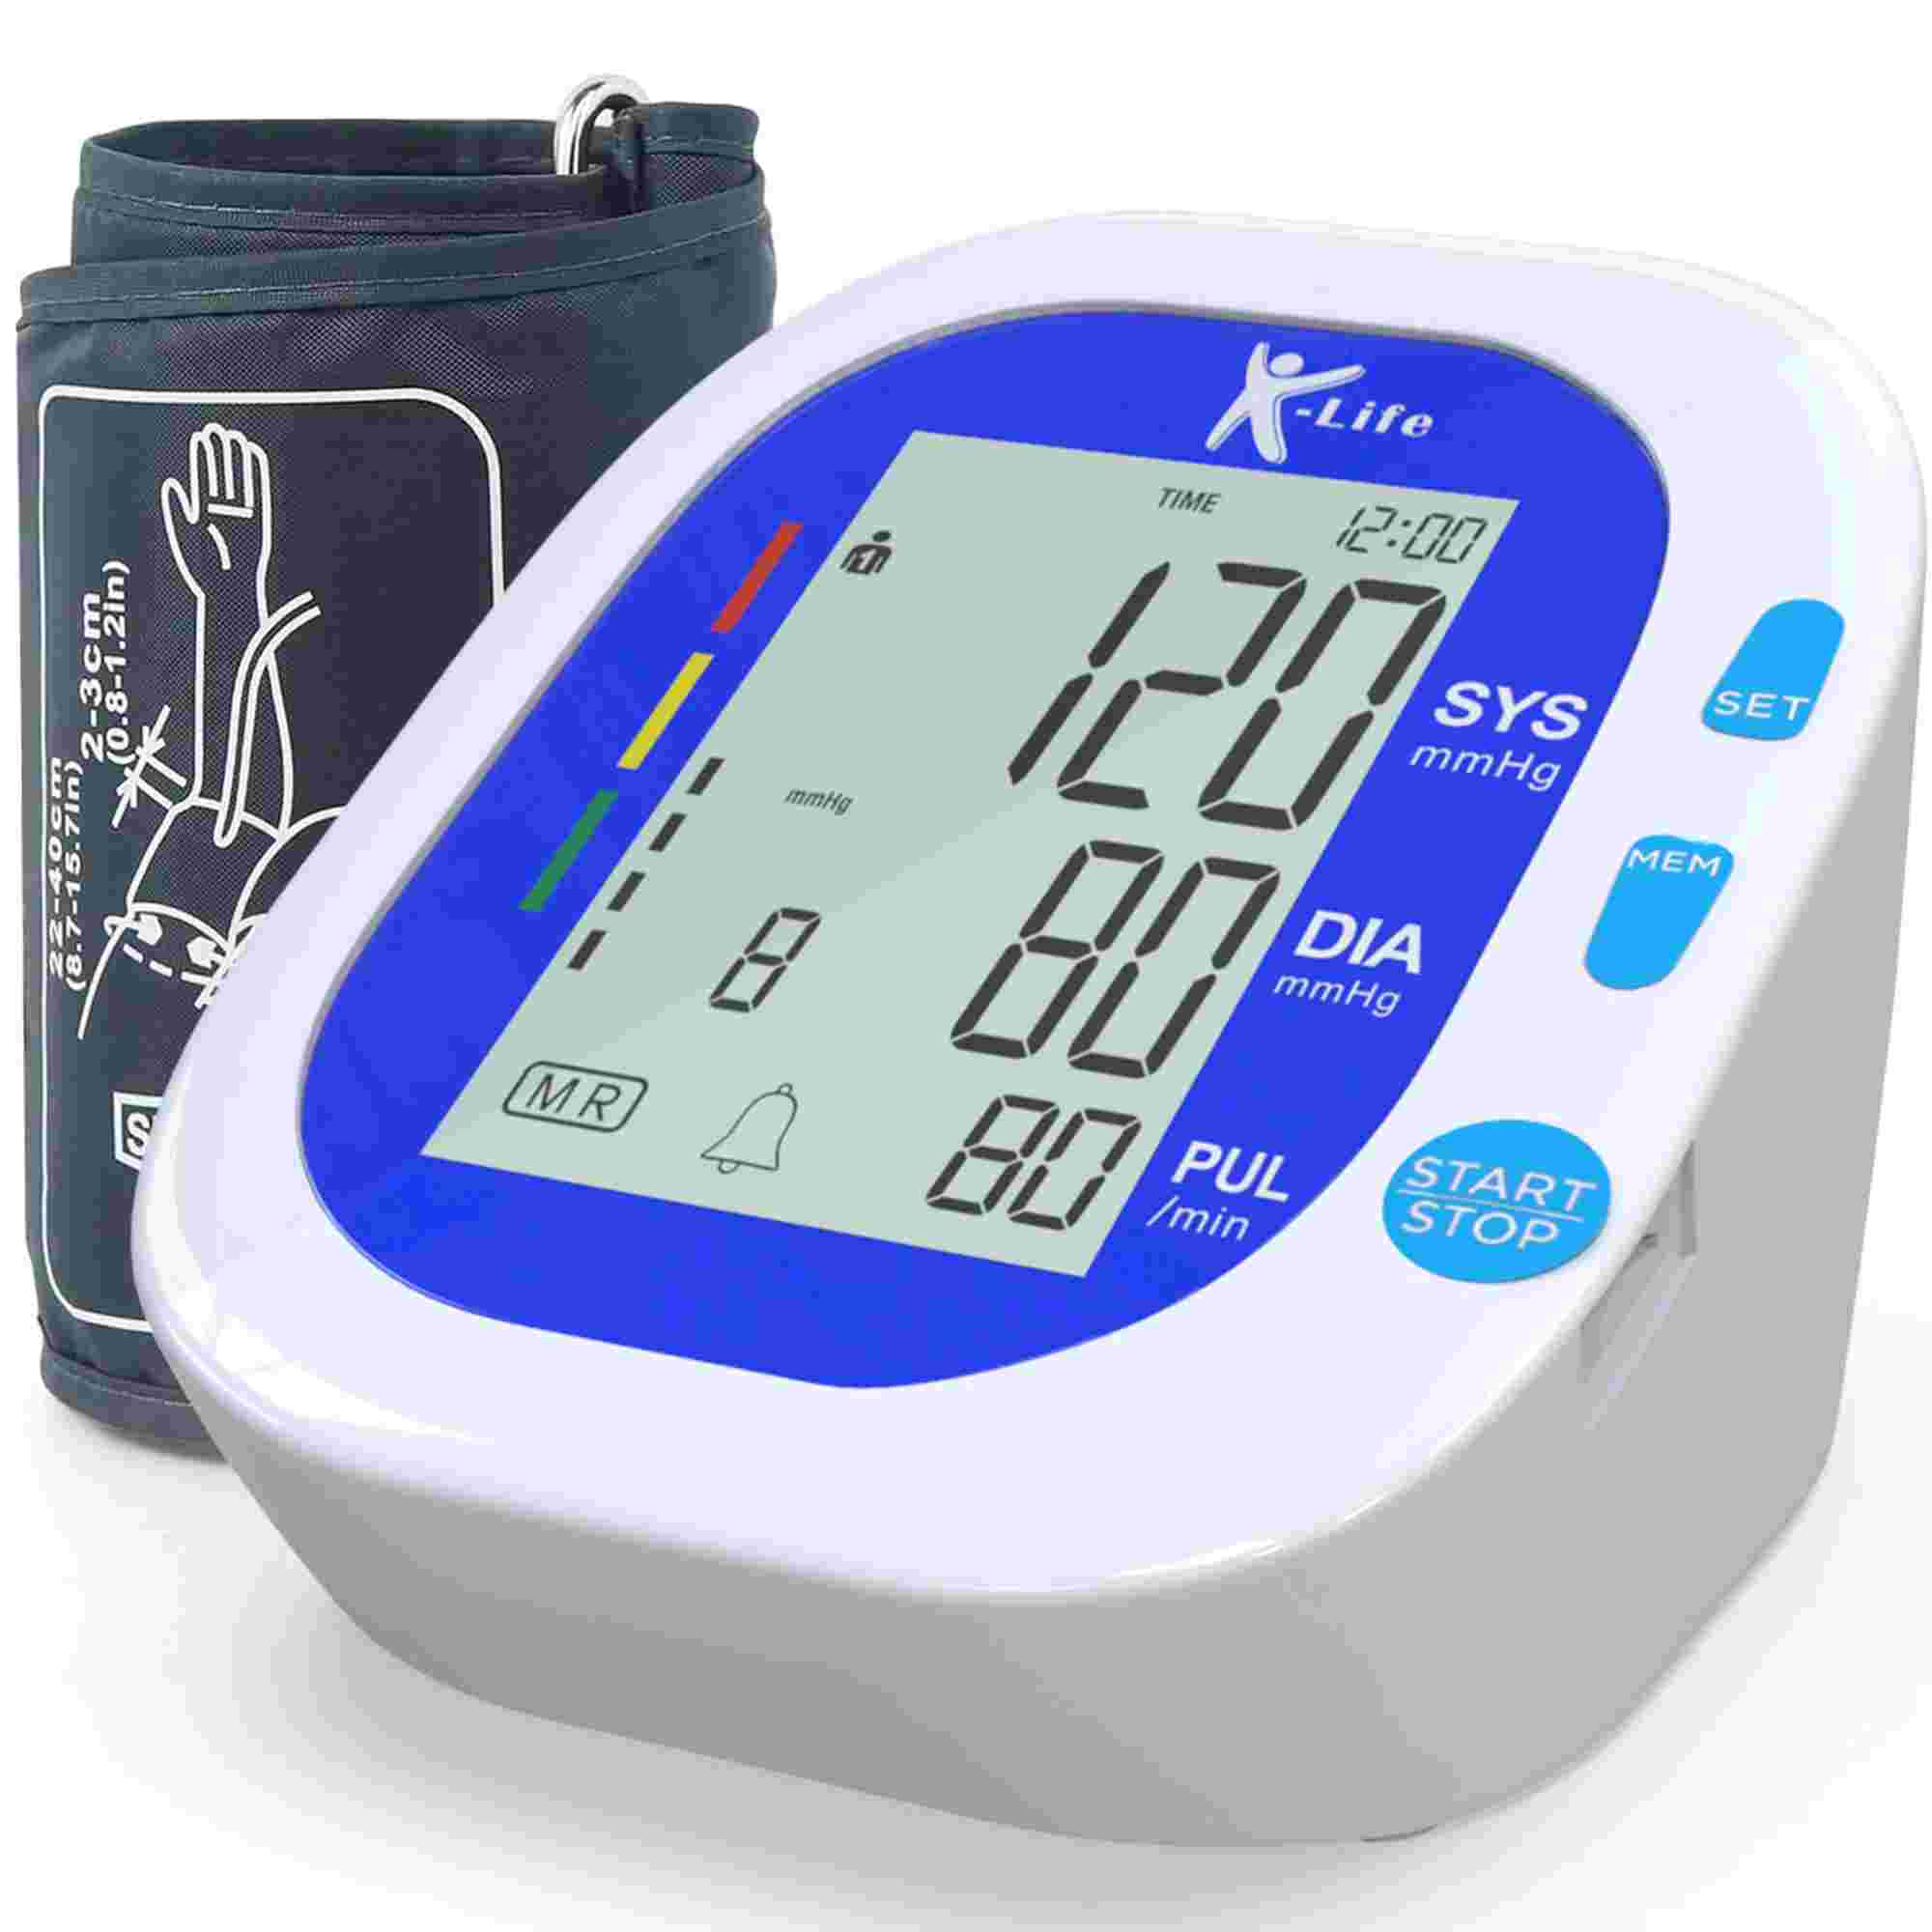 K-Life
TIME
12:00
1
120
SYS
mmHg
mmHg
80
DIA
mmHg
8
MR
80
PUL
/min
SET
MEM
START
STOP
2-3cm
(0.8-1.2in)
22-40cm
(8.7-15.7in)